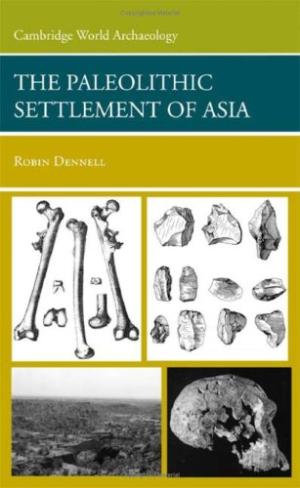 Cambridge World Archaeology
THE PALEOLITHIC
SETTLEMENT OF ASIA
ROBIN DENNELL